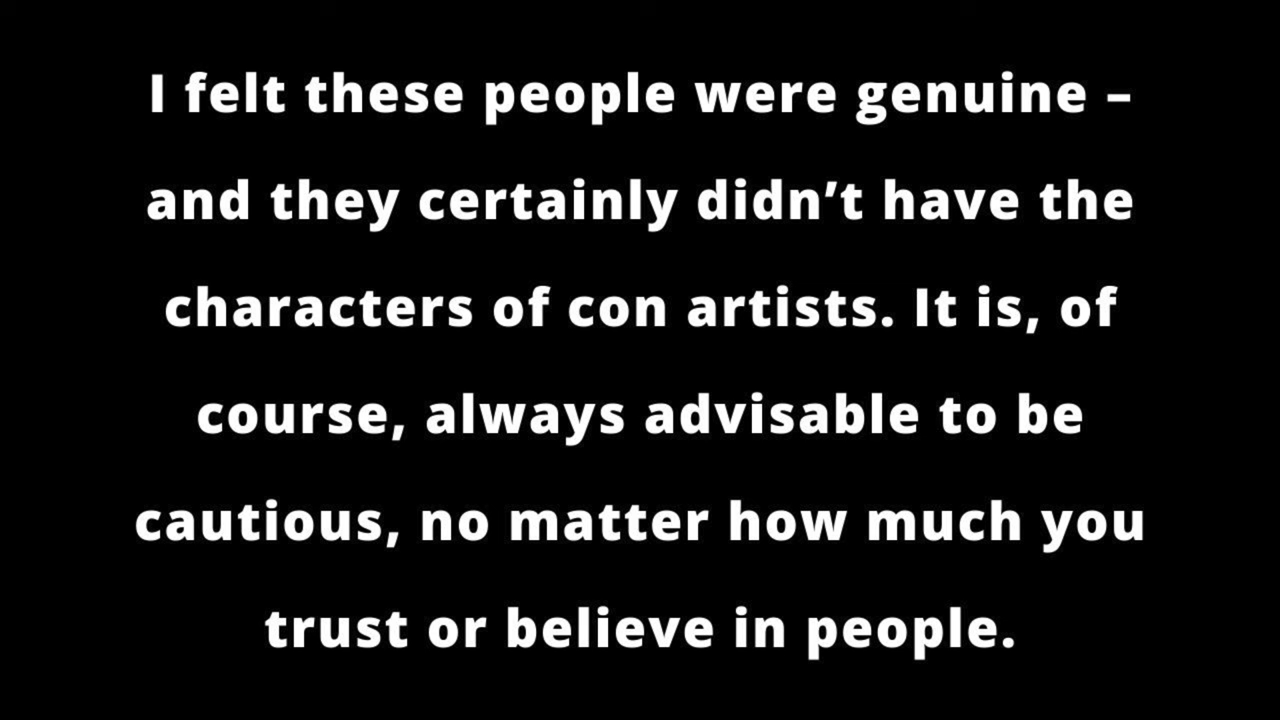 I felt these people were genuine –
and they certainly didn’t have the
characters of con artists. It is, of
course, always advisable to be
cautious, no matter how much you
trust or believe in people.